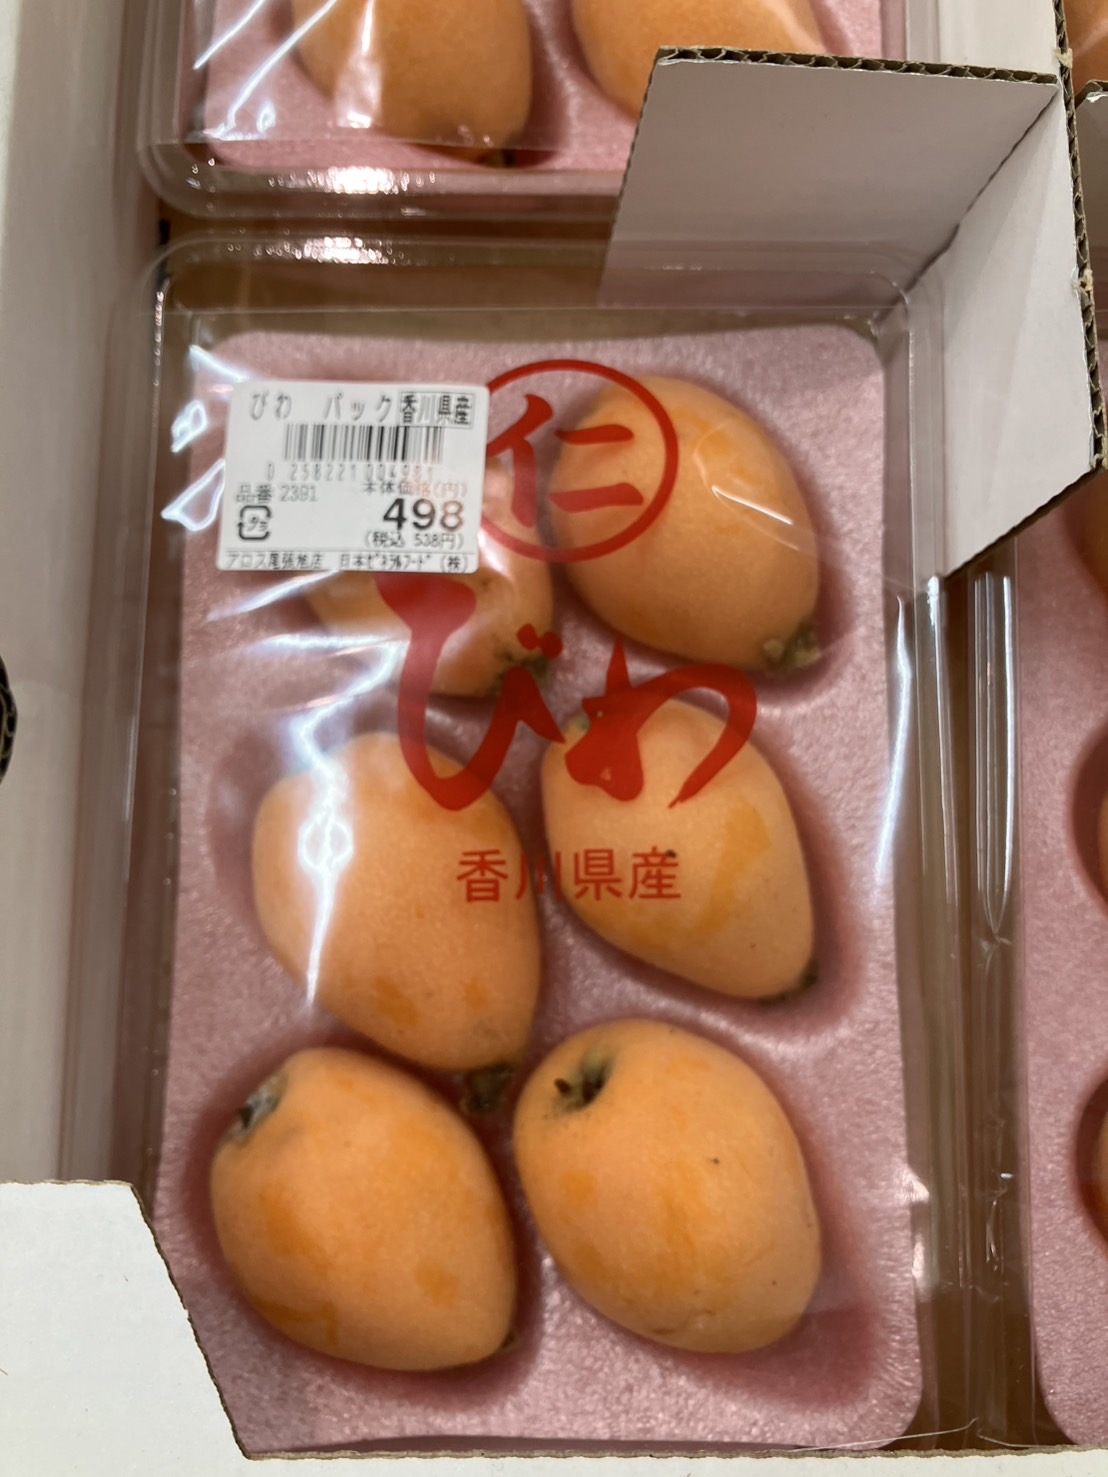 びわ パック 香川県産
0 258221 004981
品番 2391 本体価格(円)
498
(税込 538円)
アロス尾張旭店 日本ゼネラルフード(株)
仁
びわ
香川県産